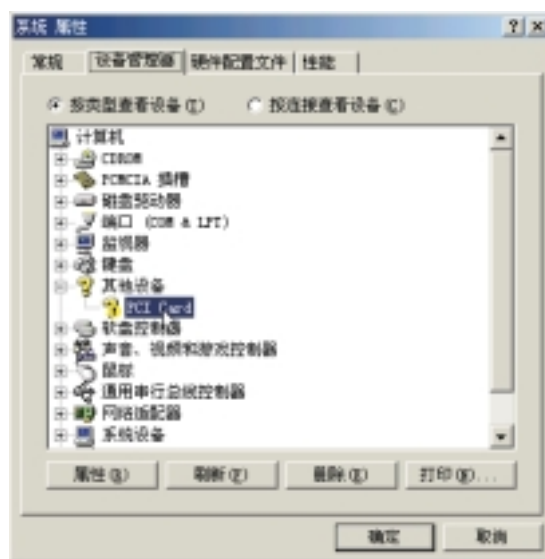 系统 属性
常规 设备管理器 硬件配置文件 性能
按类型查看设备(T) 按连接查看设备(C)
计算机
CDROM
PCMCIA 插槽
磁盘驱动器
端口 (COM & LPT)
监视器
键盘
其他设备
PCI Card
软盘控制器
声音、视频和游戏控制器
鼠标
通用串行总线控制器
网络适配器
系统设备
属性(R) 刷新(F) 删除(E) 打印(N)...
确定 取消